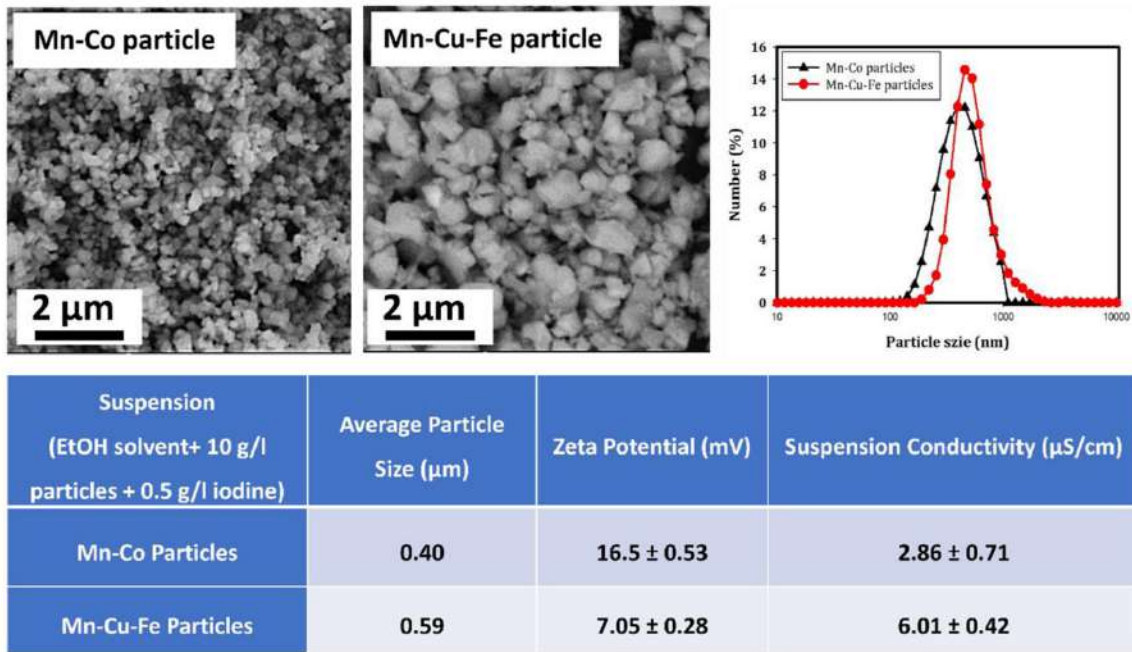 Mn-Co particle
2 μm
Mn-Cu-Fe particle
2 μm
16
14
12
10
8
6
4
2
0
Number (%)
Mn-Co particles
Mn-Cu-Fe particles
10
100
1000
10000
Particle szie (nm)
Suspension
(EtOH solvent+ 10 g/l
particles + 0.5 g/l iodine)
Average Particle
Size (μm)
Zeta Potential (mV)
Suspension Conductivity (μS/cm)
Mn-Co Particles
0.40
16.5 ± 0.53
2.86 ± 0.71
Mn-Cu-Fe Particles
0.59
7.05 ± 0.28
6.01 ± 0.42